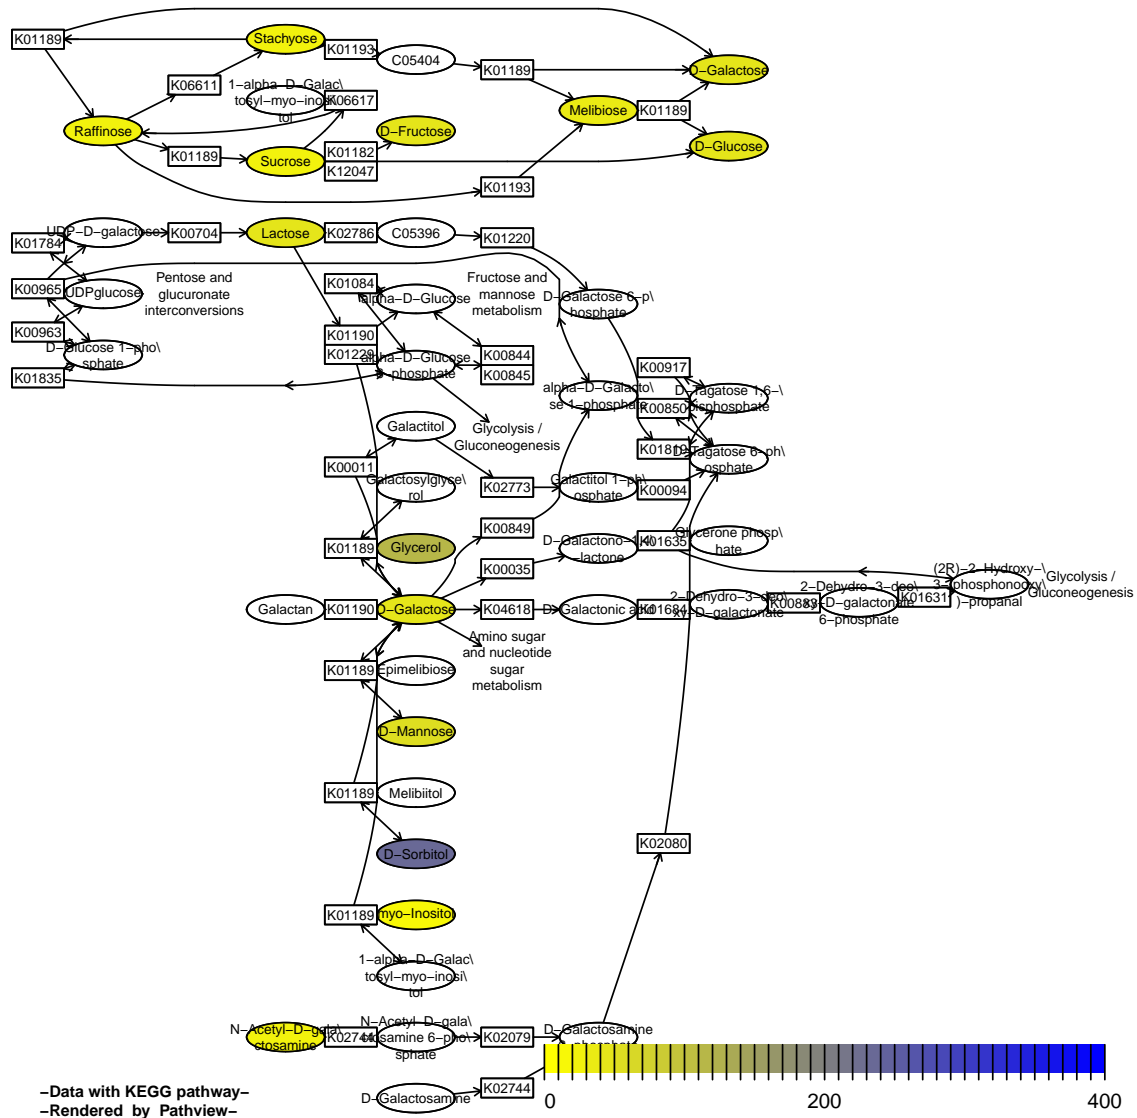 K01189
Stachyose
K01193
C05404
K01189
D−Galactose
K06611
1−alpha−D−Galac\
tosyl−myo−inosi\
tol
K06617
Melibiose
K01189
Raffinose
D−Fructose
K01189
Sucrose
K01182
K12047
D−Glucose
K01193
UDP−D−galactose
K00704
Lactose
K02786
C05396
K01220
K01784
K00965
UDPglucose
Pentose and
glucuronate
interconversions
K01084
alpha−D−Glucose
Fructose and
mannose
metabolism
D−Galactose 6−p\
hosphate
K00963
D−Glucose 1−pho\
sphate
K01190
K01229
alpha−D−Glucose
6−phosphate
K00844
K00845
K01835
K00917
alpha−D−Galacto\
se 1−phosphate
D−Tagatose 1,6−\
bisphosphate
K00850
Galactitol
Glycolysis /
Gluconeogenesis
K01819
D−Tagatose 6−ph\
osphate
K00011
Galactosylglyce\
rol
K02773
Galactitol 1−ph\
osphate
K00094
K00849
K01189
Glycerol
D−Galactono−1,4\
−lactone
K01635
Glycerone phosp\
hate
K00035
(2R)−2−Hydroxy−\
3−(phosphonooxy\
)−propanal
Glycolysis /
Gluconeogenesis
Galactan
K01190
D−Galactose
K04618
D−Galactonic acid
K01684
2−Dehydro−3−deo\
xy−D−galactonate
K00883
2−Dehydro−3−deo\
xy−D−galactonate
6−phosphate
K01631
Amino sugar
and nucleotide
sugar
metabolism
K01189
Epimelibiose
D−Mannose
K01189
Melibiitol
K02080
D−Sorbitol
K01189
myo−Inositol
1−alpha−D−Galac\
tosyl−myo−inosi\
tol
N−Acetyl−D−gala\
ctosamine
K02744
N−Acetyl−D−gala\
ctosamine 6−pho\
sphate
K02079
D−Galactosamine
D−Galactosamine
K02744
−Data with KEGG pathway−
−Rendered by Pathview−
0
200
400